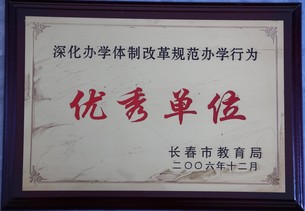 深化办学体制改革规范办学行为
优秀单位
长春市教育局
二〇〇六年十二月